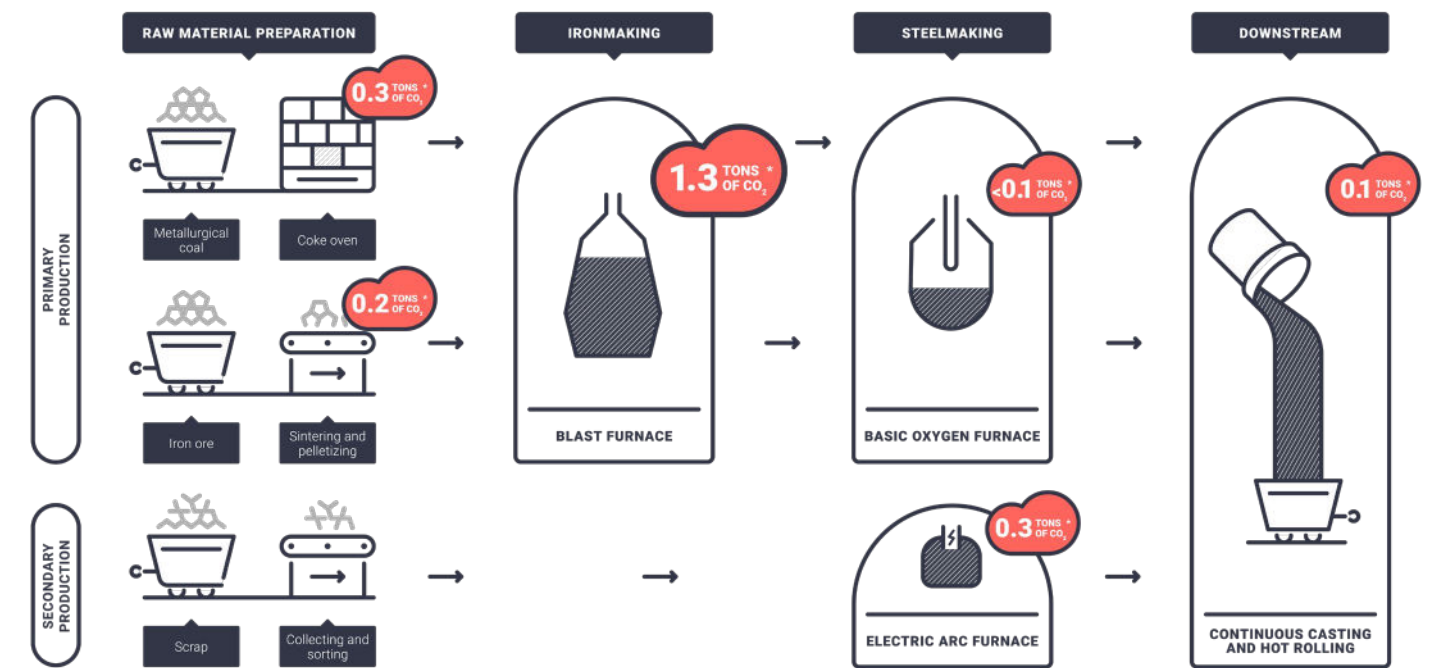 RAW MATERIAL PREPARATION
IRONMAKING
STEELMAKING
DOWNSTREAM
PRIMARY
PRODUCTION
0.3 TONS *
OF CO₂
Metallurgical
coal
Coke oven
0.2 TONS *
OF CO₂
Iron ore
Sintering and
pelletizing
1.3 TONS *
OF CO₂
BLAST FURNACE
<0.1 TONS *
OF CO₂
BASIC OXYGEN FURNACE
0.1 TONS *
OF CO₂
SECONDARY
PRODUCTION
Scrap
Collecting and
sorting
0.3 TONS *
OF CO₂
ELECTRIC ARC FURNACE
CONTINUOUS CASTING
AND HOT ROLLING